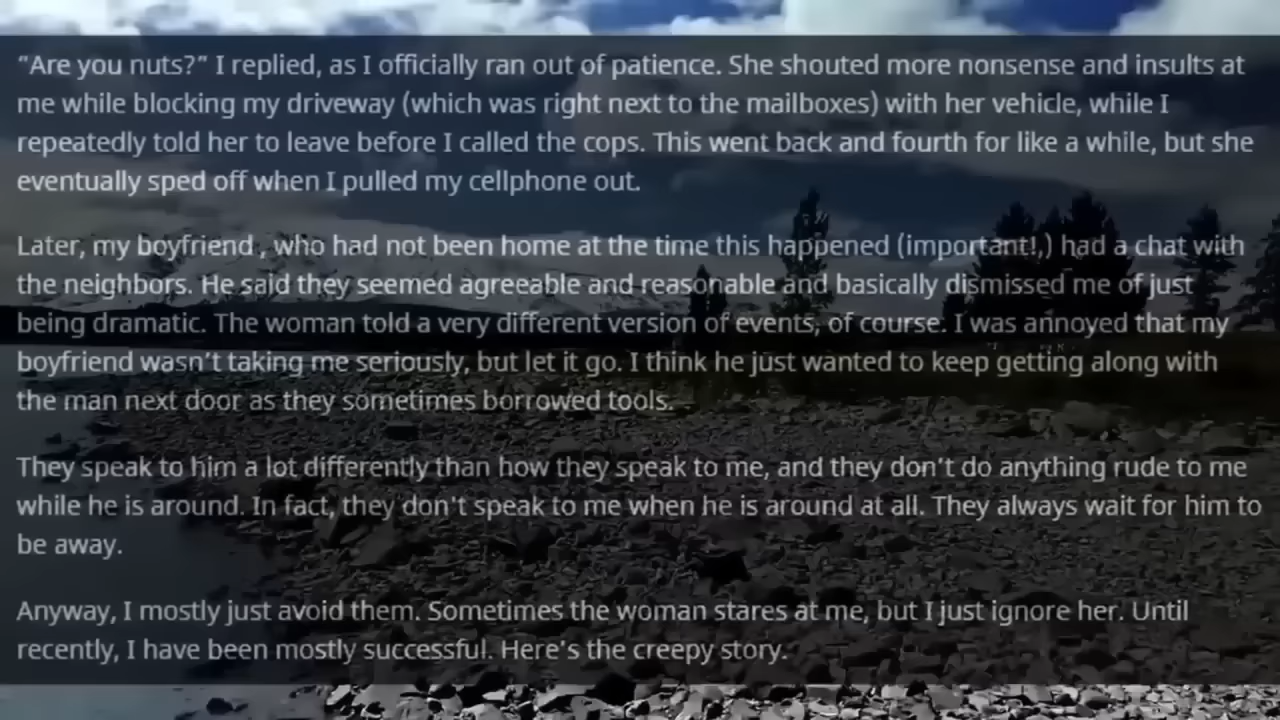 "Are you nuts?" I replied, as I officially ran out of patience. She shouted more nonsense and insults at
me while blocking my driveway (which was right next to the mailboxes) with her vehicle, while I
repeatedly told her to leave before I called the cops. This went back and fourth for like a while, but she
eventually sped off when I pulled my cellphone out.
Later, my boyfriend , who had not been home at the time this happened (important!,) had a chat with
the neighbors. He said they seemed agreeable and reasonable and basically dismissed me of just
being dramatic. The woman told a very different version of events, of course. I was annoyed that my
boyfriend wasn't taking me seriously, but let it go. I think he just wanted to keep getting along with
the man next door as they sometimes borrowed tools.
They speak to him a lot differently than how they speak to me, and they don't do anything rude to me
while he is around. In fact, they don't speak to me when he is around at all. They always wait for him to
be away.
Anyway, I mostly just avoid them. Sometimes the woman stares at me, but I just ignore her. Until
recently, I have been mostly successful. Here's the creepy story.